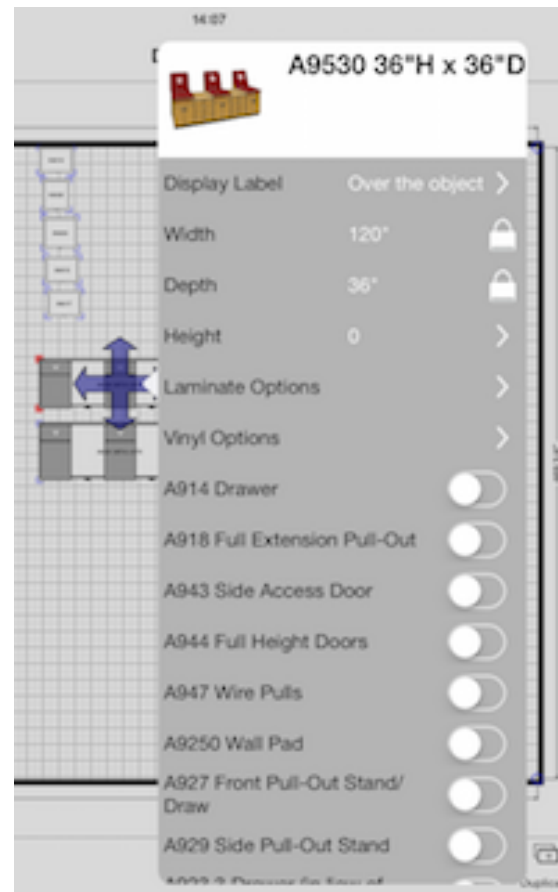 14:07
A9530 36"H x 36"D
Display Label Over the object
Width 120"
Depth 36"
Height 0
Laminate Options
Vinyl Options
A914 Drawer
A918 Full Extension Pull-Out
A943 Side Access Door
A944 Full Height Doors
A947 Wire Pulls
A9250 Wall Pad
A927 Front Pull-Out Stand/
Draw
A929 Side Pull-Out Stand